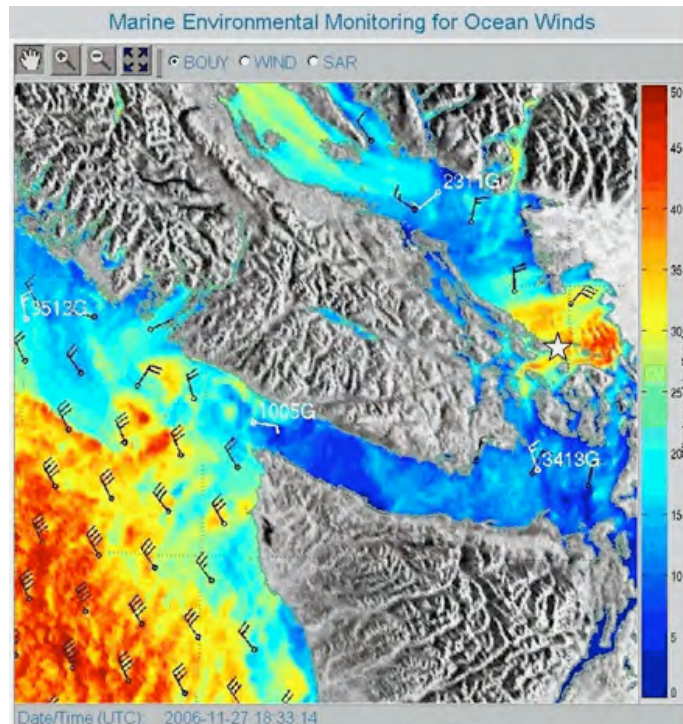 Marine Environmental Monitoring for Ocean Winds
BOUY WIND SAR
50
45
40
35
30
25
20
15
10
5
0
2311G
3512G
1005G
3413G
Date/Time (UTC): 2006-11-27 18:33:14